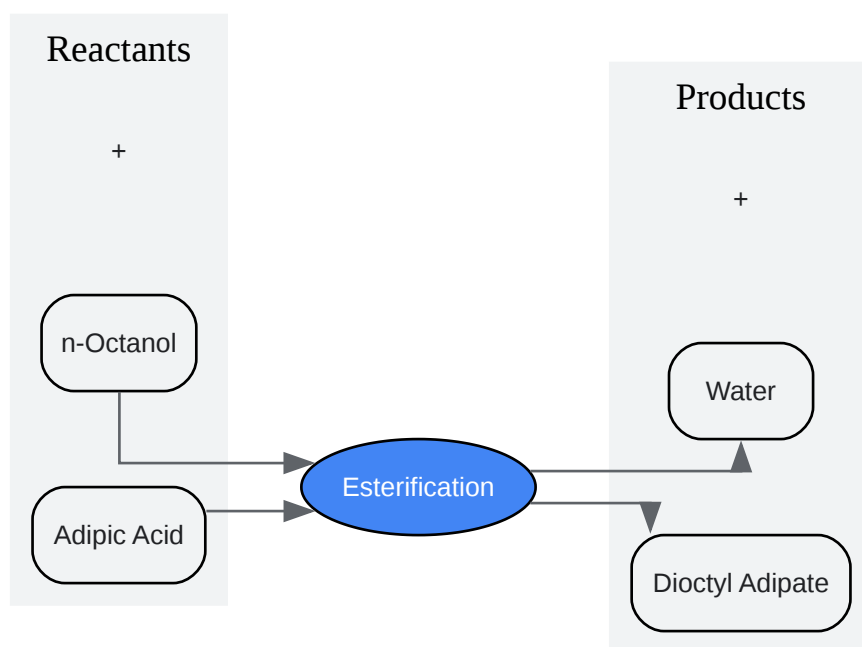 Reactants
+
n-Octanol
Adipic Acid
Esterification
Products
+
Water
Dioctyl Adipate